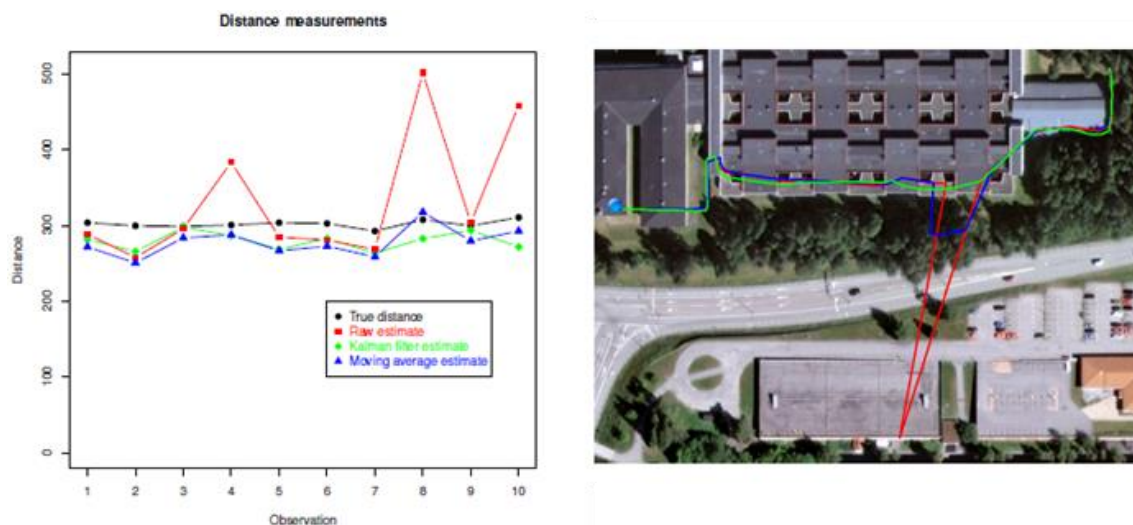 Distance measurements
500
400
300
200
100
0
Distance
True distance
Raw estimate
Kalman filter estimate
Moving average estimate
1 2 3 4 5 6 7 8 9 10
Observation